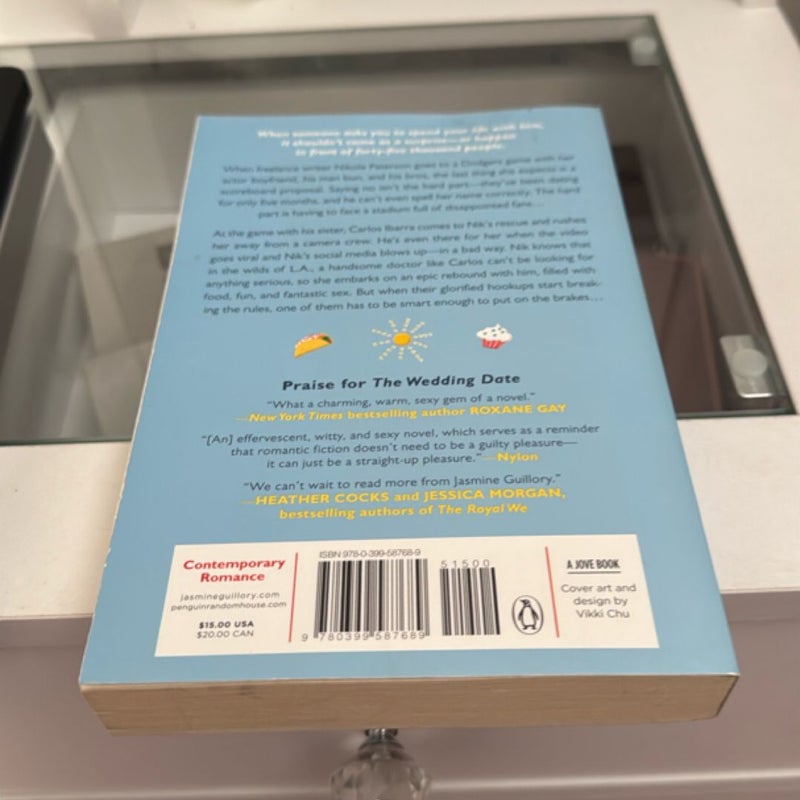 When someone asks you to spend your life with him,
it shouldn't come as a surprise—or happen
in front of forty-five thousand people.
When freelance writer Nikole Paterson goes to a Dodgers game with her
actor boyfriend, his man bun, and his bros, the last thing she expects is a
scoreboard proposal. Saying no isn't the hard part—they've been dating
for only five months, and he can't even spell her name correctly. The hard
part is having to face a stadium full of disappointed fans...
At the game with his sister, Carlos Ibarra comes to Nik's rescue and rushes
her away from a camera crew. He's even there for her when the video
goes viral and Nik's social media blows up—in a bad way. Nik knows that
in the wilds of L.A., a handsome doctor like Carlos can't be looking for
anything serious, so she embarks on an epic rebound with him, filled with
food, fun, and fantastic sex. But when their glorified hookups start break-
ing the rules, one of them has to be smart enough to put on the brakes...
Praise for The Wedding Date
"What a charming, warm, sexy gem of a novel."
—New York Times bestselling author ROXANE GAY
"[An] effervescent, witty, and sexy novel, which serves as a reminder
that romantic fiction doesn't need to be a guilty pleasure—
it can just be a straight-up pleasure." —Nylon
"We can't wait to read more from Jasmine Guillory."
—HEATHER COCKS and JESSICA MORGAN,
bestselling authors of The Royal We
Contemporary
Romance
jasmineguillory.com
penguinrandomhouse.com
$15.00 USA
$20.00 CAN
ISBN 978-0-399-58768-9
51500
9 780399 587689
A JOVE BOOK
Cover art and
design by
Vikki Chu